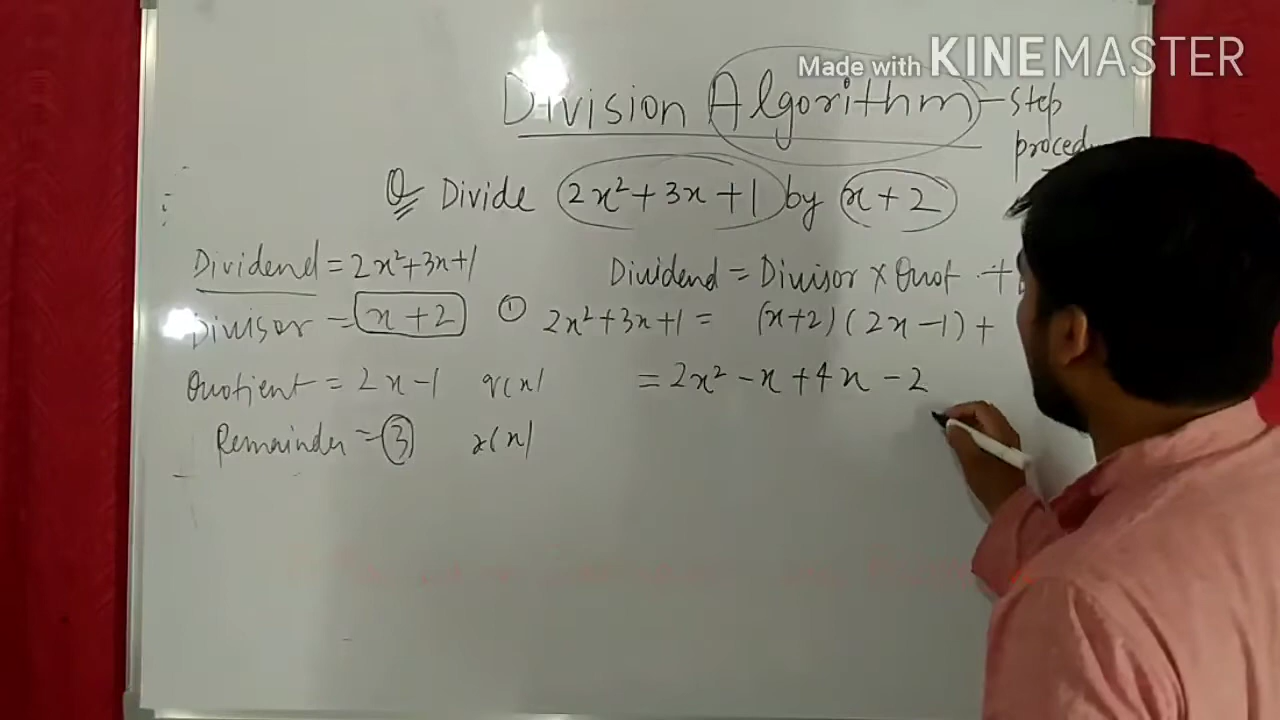 Made with KINEMASTER
Division Algorithm - step
proced
Q Divide 2x²+3x+1 by x+2
Dividend = 2x²+3x+1
Divisor = x+2
Quotient = 2x-1 q(x)
Remainder = 3 r(x)
Dividend = Divisor × Quot. +
① 2x²+3x+1 = (x+2)(2x-1)+
= 2x²-x+4x-2